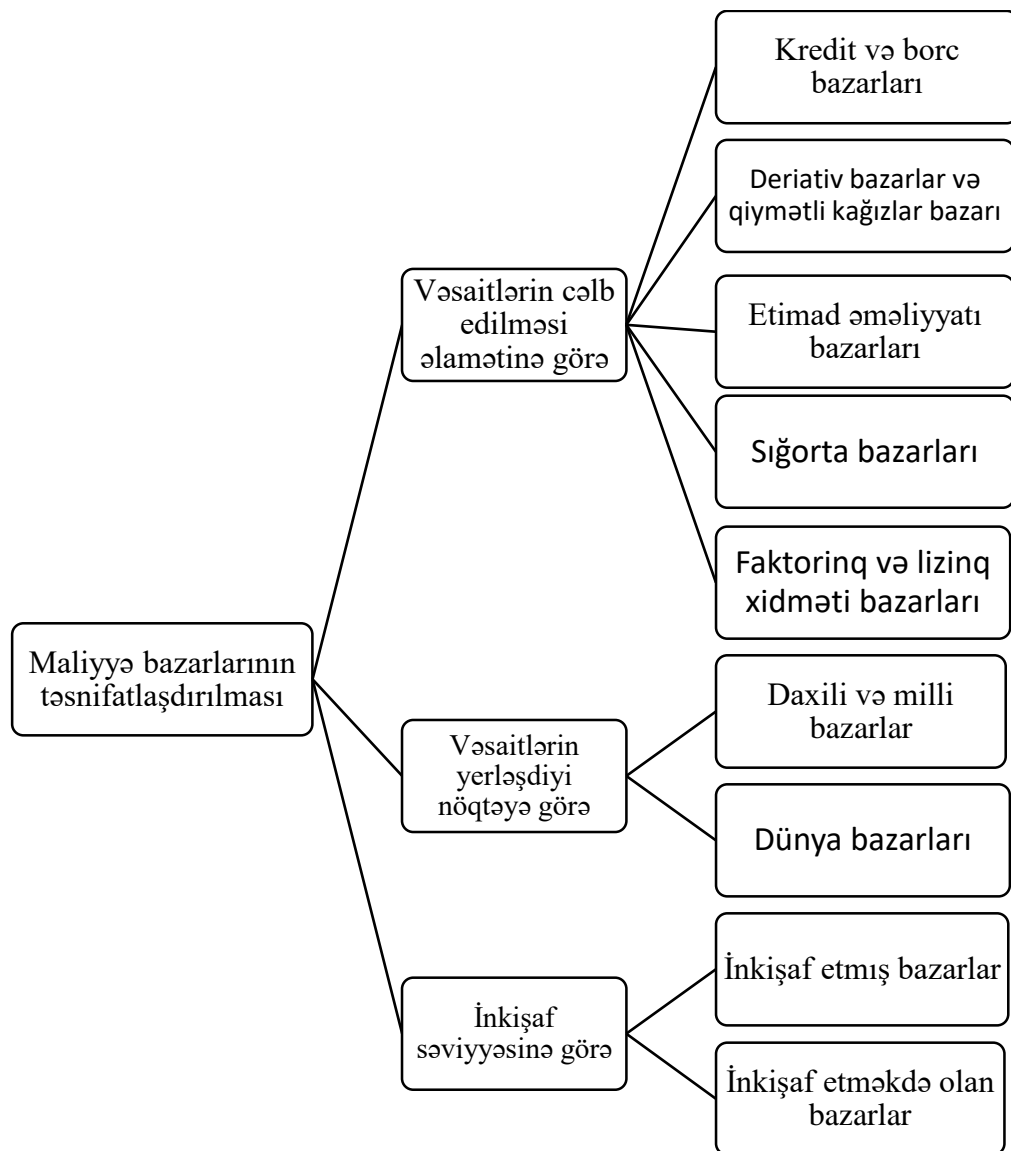 Maliyyə bazarlarının
təsnifatlaşdırılması
Vəsaitlərin cəlb
edilməsi
əlamətinə görə
Kredit və borc
bazarları
Deriativ bazarlar və
qiymətli kağızlar bazarı
Etimad əməliyyatı
bazarları
Sığorta bazarları
Faktorinq və lizinq
xidməti bazarları
Vəsaitlərin
yerləşdiyi
nöqtəyə görə
Daxili və milli
bazarlar
Dünya bazarları
İnkişaf
səviyyəsinə görə
İnkişaf etmış bazarlar
İnkişaf etməkdə olan
bazarlar